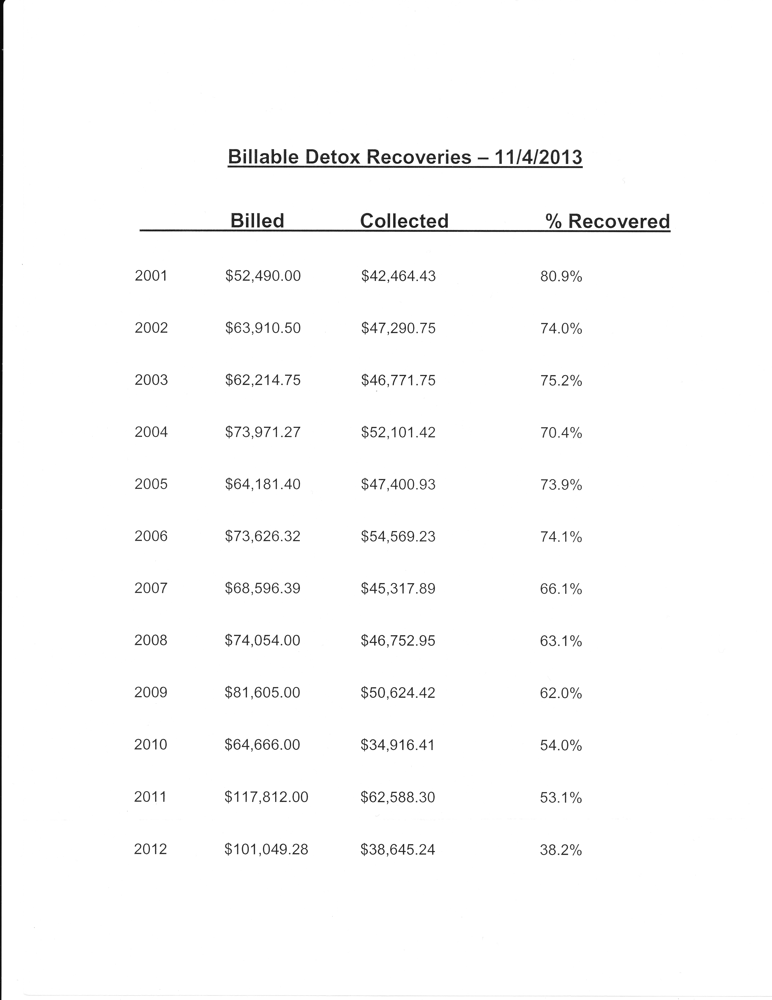 Billable Detox Recoveries – 11/4/2013
Billed Collected % Recovered
2001 $52,490.00 $42,464.43 80.9%
2002 $63,910.50 $47,290.75 74.0%
2003 $62,214.75 $46,771.75 75.2%
2004 $73,971.27 $52,101.42 70.4%
2005 $64,181.40 $47,400.93 73.9%
2006 $73,626.32 $54,569.23 74.1%
2007 $68,596.39 $45,317.89 66.1%
2008 $74,054.00 $46,752.95 63.1%
2009 $81,605.00 $50,624.42 62.0%
2010 $64,666.00 $34,916.41 54.0%
2011 $117,812.00 $62,588.30 53.1%
2012 $101,049.28 $38,645.24 38.2%